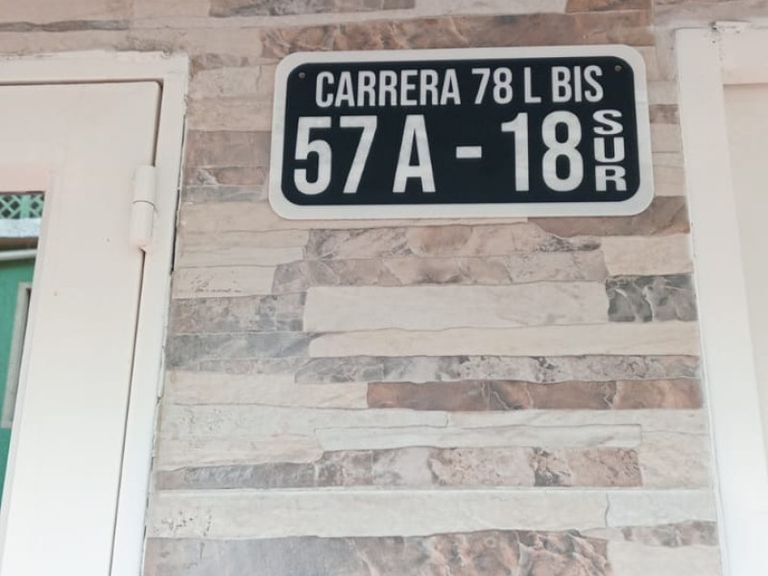 CARRERA 78 L BIS
57 A - 18 SUR